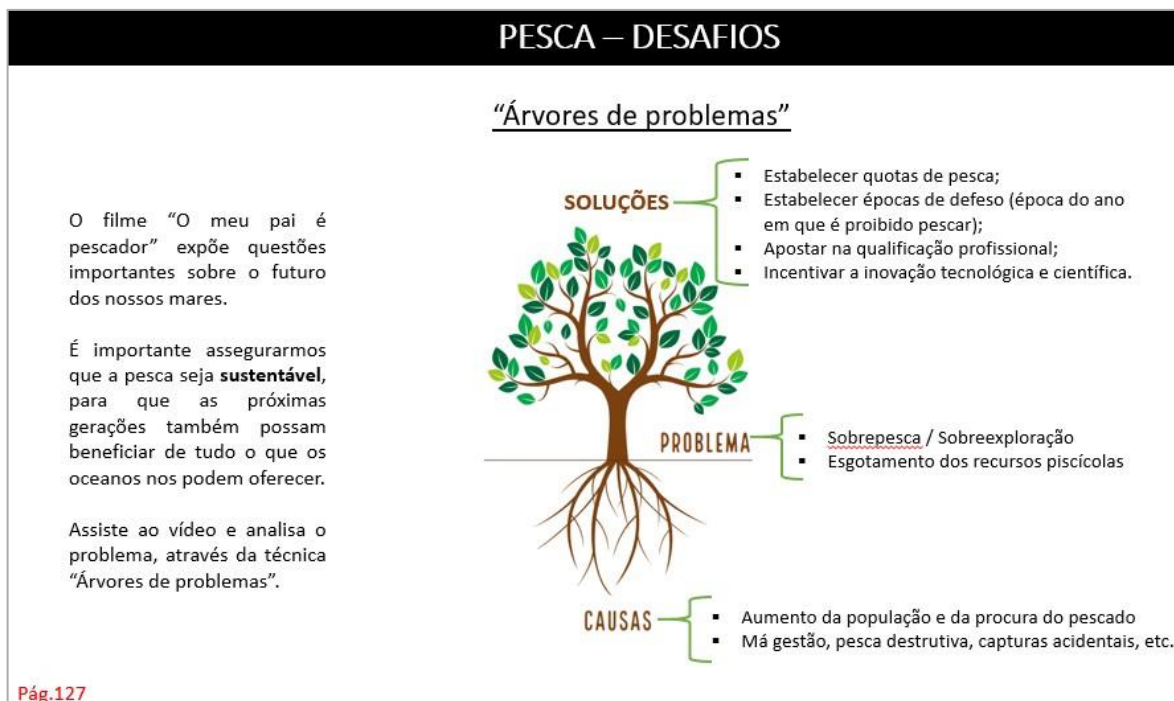 PESCA – DESAFIOS
“Árvores de problemas”
O filme “O meu pai é
pescador” expõe questões
importantes sobre o futuro
dos nossos mares.
É importante assegurarmos
que a pesca seja sustentável,
para que as próximas
gerações também possam
beneficiar de tudo o que os
oceanos nos podem oferecer.
Assiste ao vídeo e analisa o
problema, através da técnica
“Árvores de problemas”.
SOLUÇÕES
▪ Estabelecer quotas de pesca;
▪ Estabelecer épocas de defeso (época do ano
em que é proibido pescar);
▪ Apostar na qualificação profissional;
▪ Incentivar a inovação tecnológica e científica.
PROBLEMA
▪ Sobrepesca / Sobreexploração
▪ Esgotamento dos recursos piscícolas
CAUSAS
▪ Aumento da população e da procura do pescado
▪ Má gestão, pesca destrutiva, capturas acidentais, etc.
Pág.127